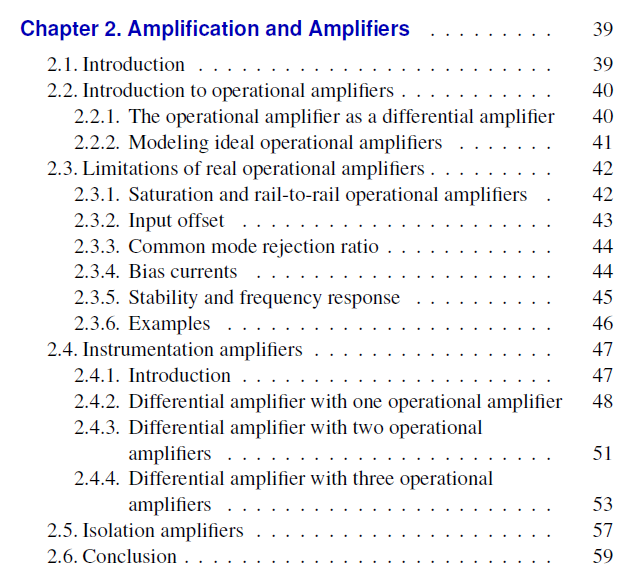 Chapter 2. Amplification and Amplifiers . . . . . . . . . 39
2.1. Introduction . . . . . . . . . . . . . . . . . . . . . . . . . 39
2.2. Introduction to operational amplifiers . . . . . . . . . . . 40
2.2.1. The operational amplifier as a differential amplifier 40
2.2.2. Modeling ideal operational amplifiers . . . . . . . 41
2.3. Limitations of real operational amplifiers . . . . . . . . . 42
2.3.1. Saturation and rail-to-rail operational amplifiers . 42
2.3.2. Input offset . . . . . . . . . . . . . . . . . . . . . . 43
2.3.3. Common mode rejection ratio . . . . . . . . . . . . 44
2.3.4. Bias currents . . . . . . . . . . . . . . . . . . . . . 44
2.3.5. Stability and frequency response . . . . . . . . . . 45
2.3.6. Examples . . . . . . . . . . . . . . . . . . . . . . . 46
2.4. Instrumentation amplifiers . . . . . . . . . . . . . . . . . 47
2.4.1. Introduction . . . . . . . . . . . . . . . . . . . . . . 47
2.4.2. Differential amplifier with one operational amplifier 48
2.4.3. Differential amplifier with two operational
amplifiers . . . . . . . . . . . . . . . . . . . . . . . 51
2.4.4. Differential amplifier with three operational
amplifiers . . . . . . . . . . . . . . . . . . . . . . . 53
2.5. Isolation amplifiers . . . . . . . . . . . . . . . . . . . . . 57
2.6. Conclusion . . . . . . . . . . . . . . . . . . . . . . . . . . 59